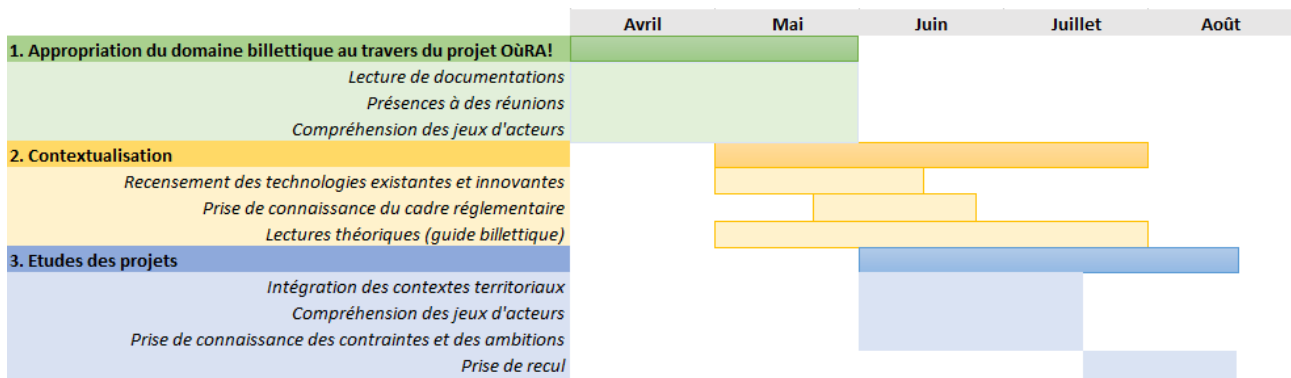 Avril Mai Juin Juillet Août
1. Appropriation du domaine billettique au travers du projet OùRA!
Lecture de documentations
Présences à des réunions
Compréhension des jeux d'acteurs
2. Contextualisation
Recensement des technologies existantes et innovantes
Prise de connaissance du cadre réglementaire
Lectures théoriques (guide billettique)
3. Etudes des projets
Intégration des contextes territoriaux
Compréhension des jeux d'acteurs
Prise de connaissance des contraintes et des ambitions
Prise de recul